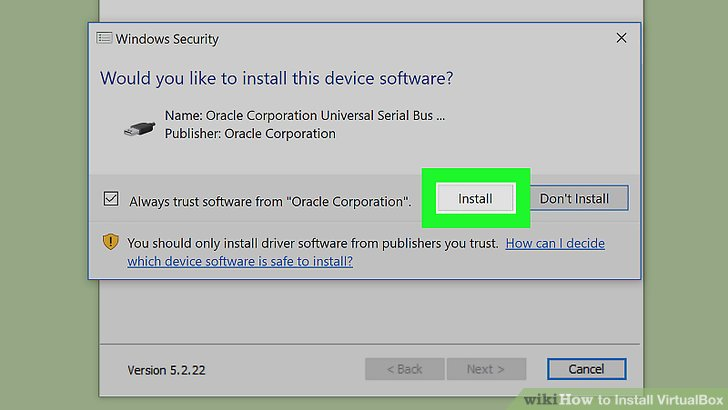 Windows Security
Would you like to install this device software?
Name: Oracle Corporation Universal Serial Bus ...
Publisher: Oracle Corporation
Always trust software from "Oracle Corporation".
Install
Don't Install
You should only install driver software from publishers you trust. How can I decide
which device software is safe to install?
Version 5.2.22
< Back
Next >
Cancel
wikiHow to Install VirtualBox